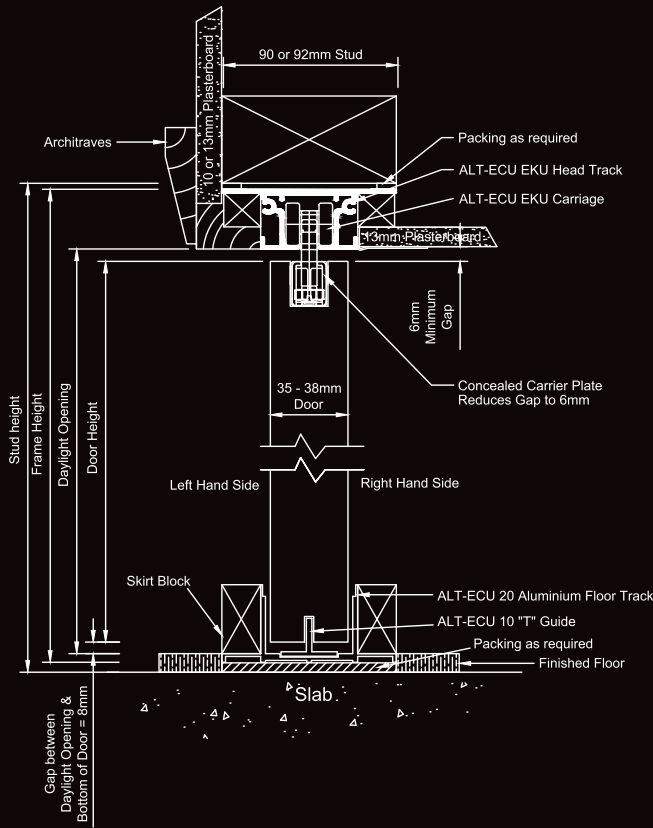 90 or 92mm Stud
10 or 13mm Plasterboard
Architraves
Packing as required
ALT-ECU EKU Head Track
ALT-ECU EKU Carriage
13mm Plasterboard
6mm
Minimum
Gap
Concealed Carrier Plate
Reduces Gap to 6mm
35 - 38mm
Door
Stud height
Frame Height
Daylight Opening
Door Height
Left Hand Side
Right Hand Side
Skirt Block
ALT-ECU 20 Aluminium Floor Track
ALT-ECU 10 "T" Guide
Packing as required
Finished Floor
Slab
Gap between
Daylight Opening &
Bottom of Door = 8mm